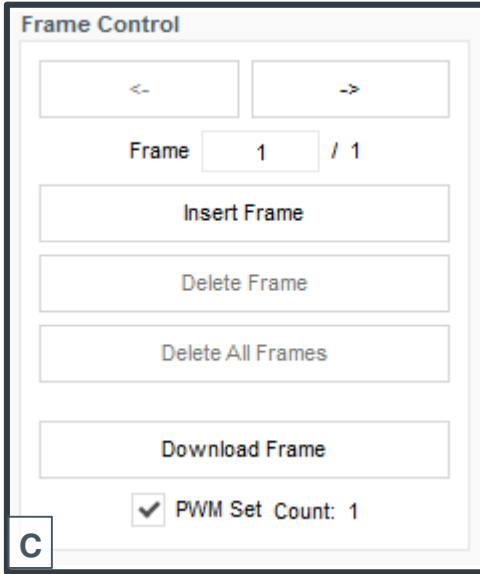 Frame Control
<- ->
Frame 1 / 1
Insert Frame
Delete Frame
Delete All Frames
Download Frame
PWM Set Count: 1
C